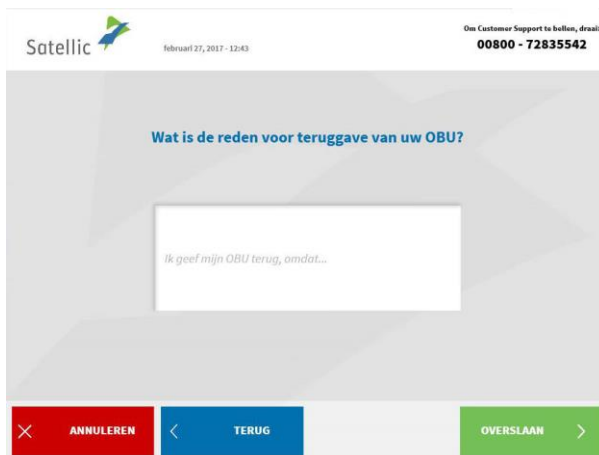 Satellic
februari 27, 2017 - 12:43
Om Customer Support te bellen, draai:
00800 - 72835542
Wat is de reden voor teruggave van uw OBU?
Ik geef mijn OBU terug, omdat...
ANNULEREN
TERUG
OVERSLAAN